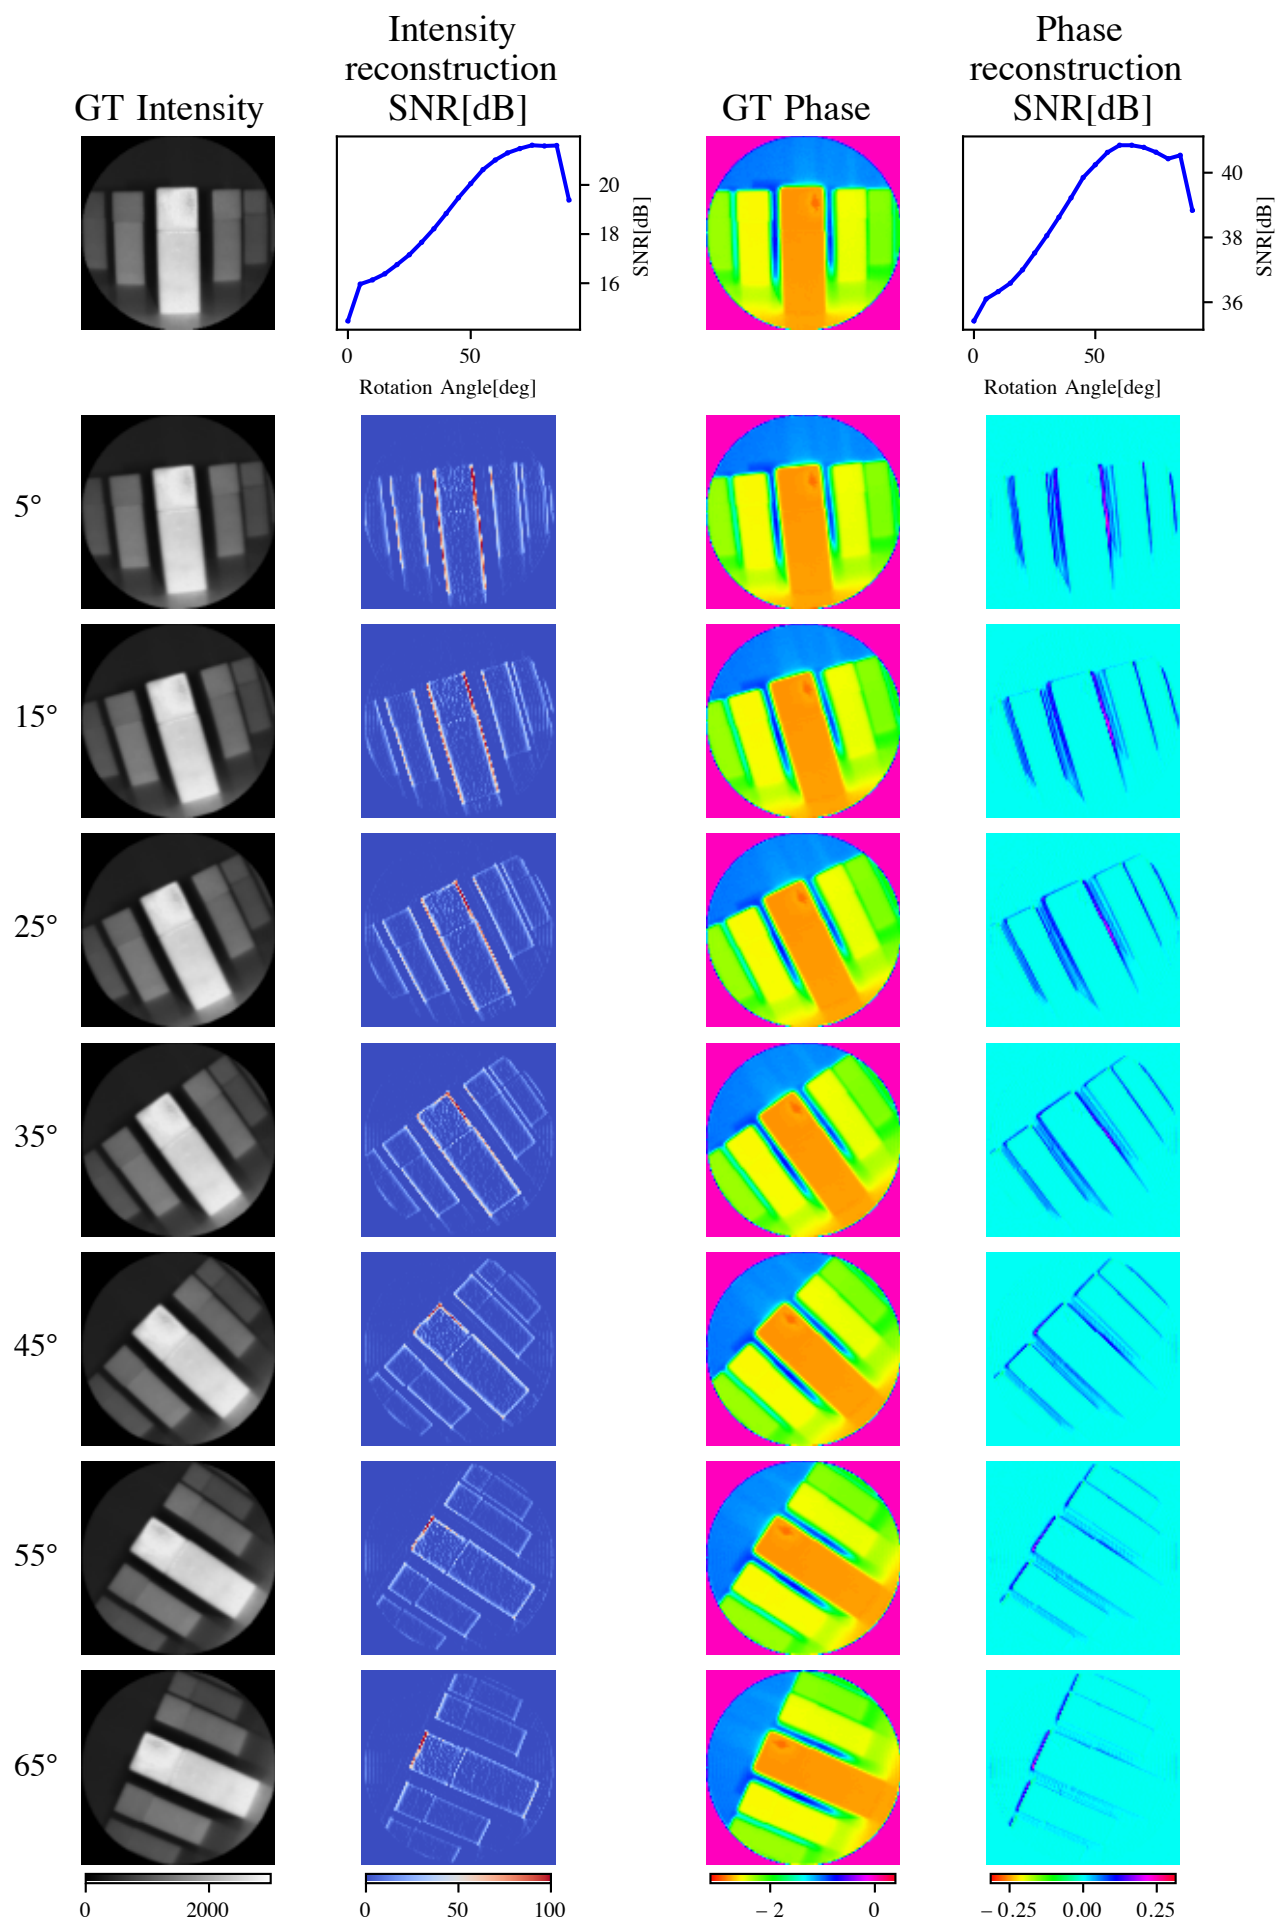 Intensity
reconstruction
SNR[dB]
Phase
reconstruction
SNR[dB]
GT Intensity
GT Phase
20
18
16
SNR[dB]
0
50
Rotation Angle[deg]
40
38
36
SNR[dB]
0
50
Rotation Angle[deg]
5°
15°
25°
35°
45°
55°
65°
0
2000
0
50
100
−2
0
−0.25
0.00
0.25